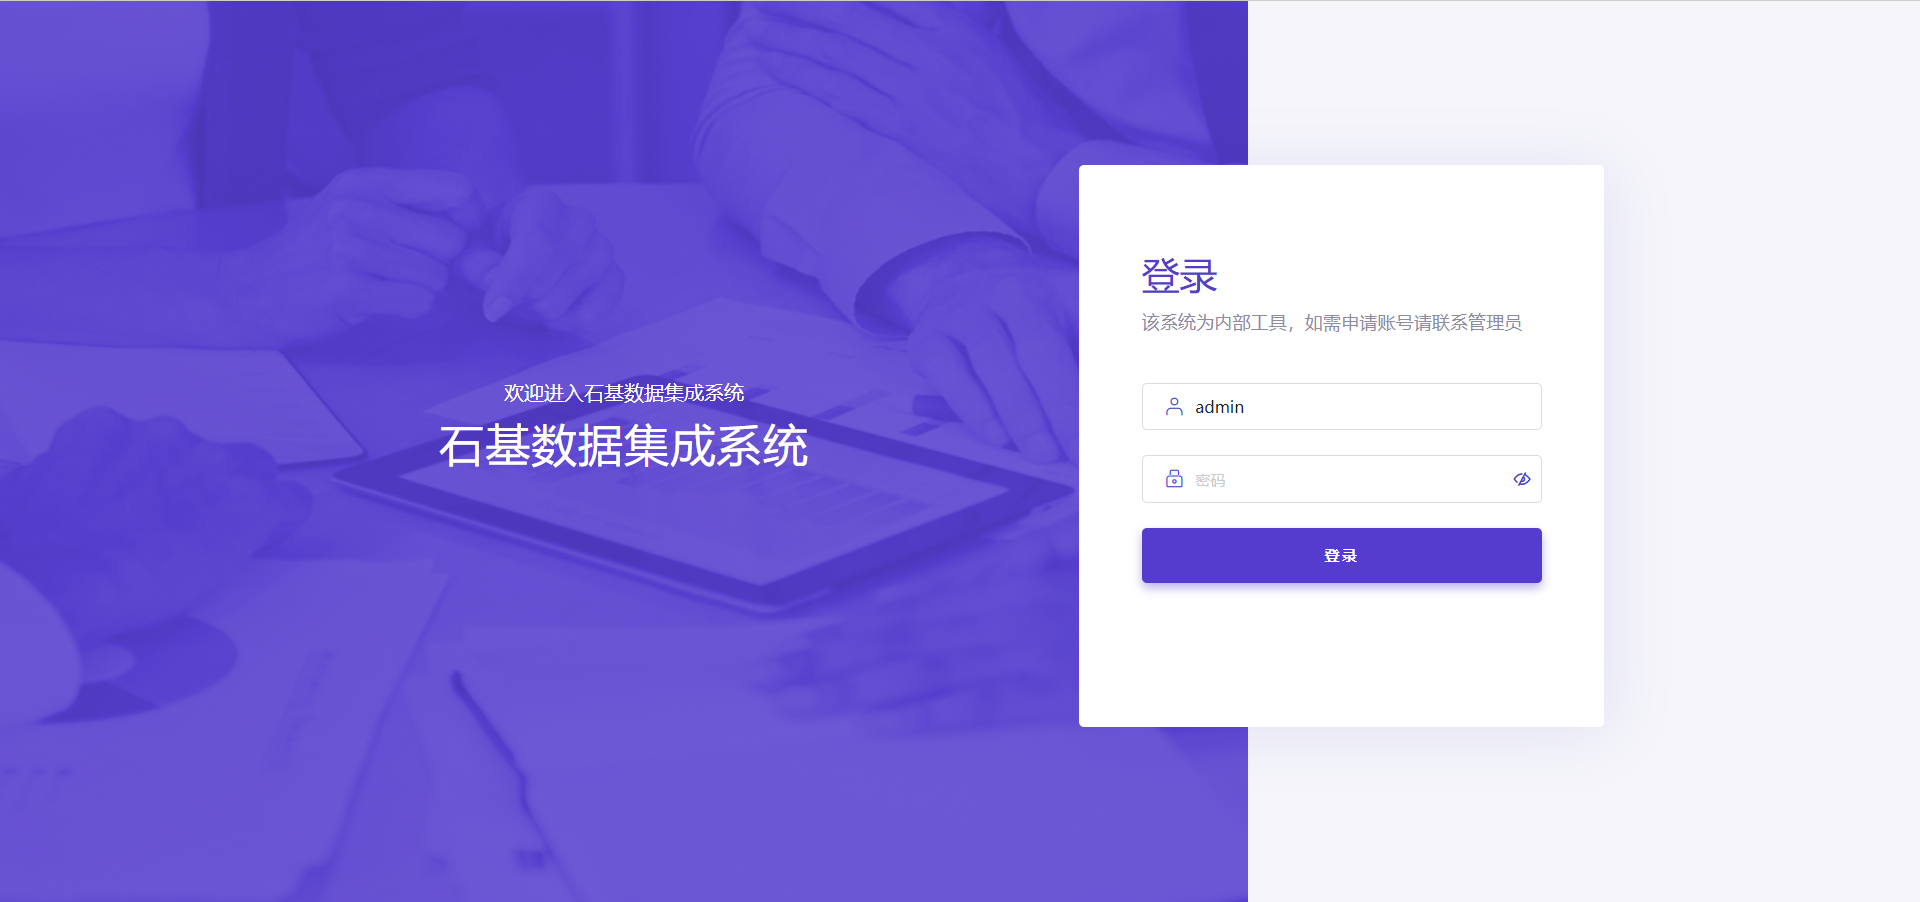 欢迎进入石基数据集成系统
石基数据集成系统
登录
该系统为内部工具，如需申请账号请联系管理员
admin
密码
登录